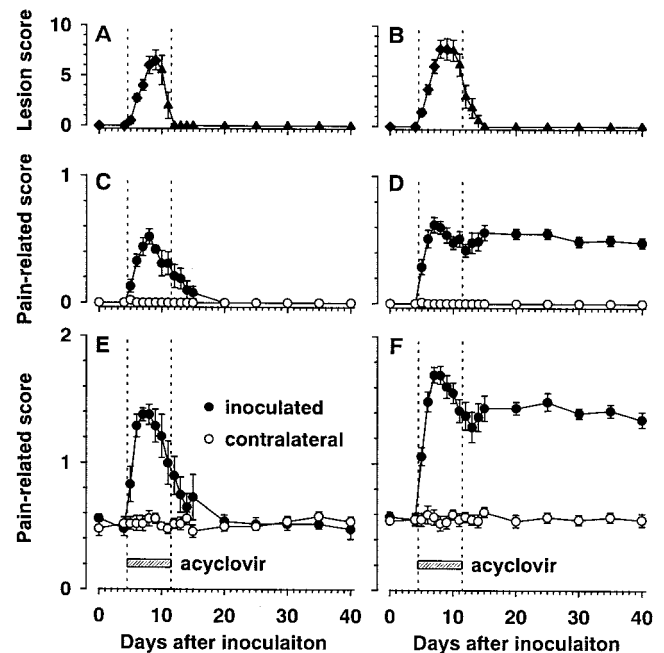 Lesion score
10
5
0
A
B
Pain-related score
1
0
C
D
Pain-related score
2
1
0
E
inoculated
contralateral
acyclovir
F
acyclovir
0 10 20 30 40
0 10 20 30 40
Days after inoculaiton
Days after inoculaiton